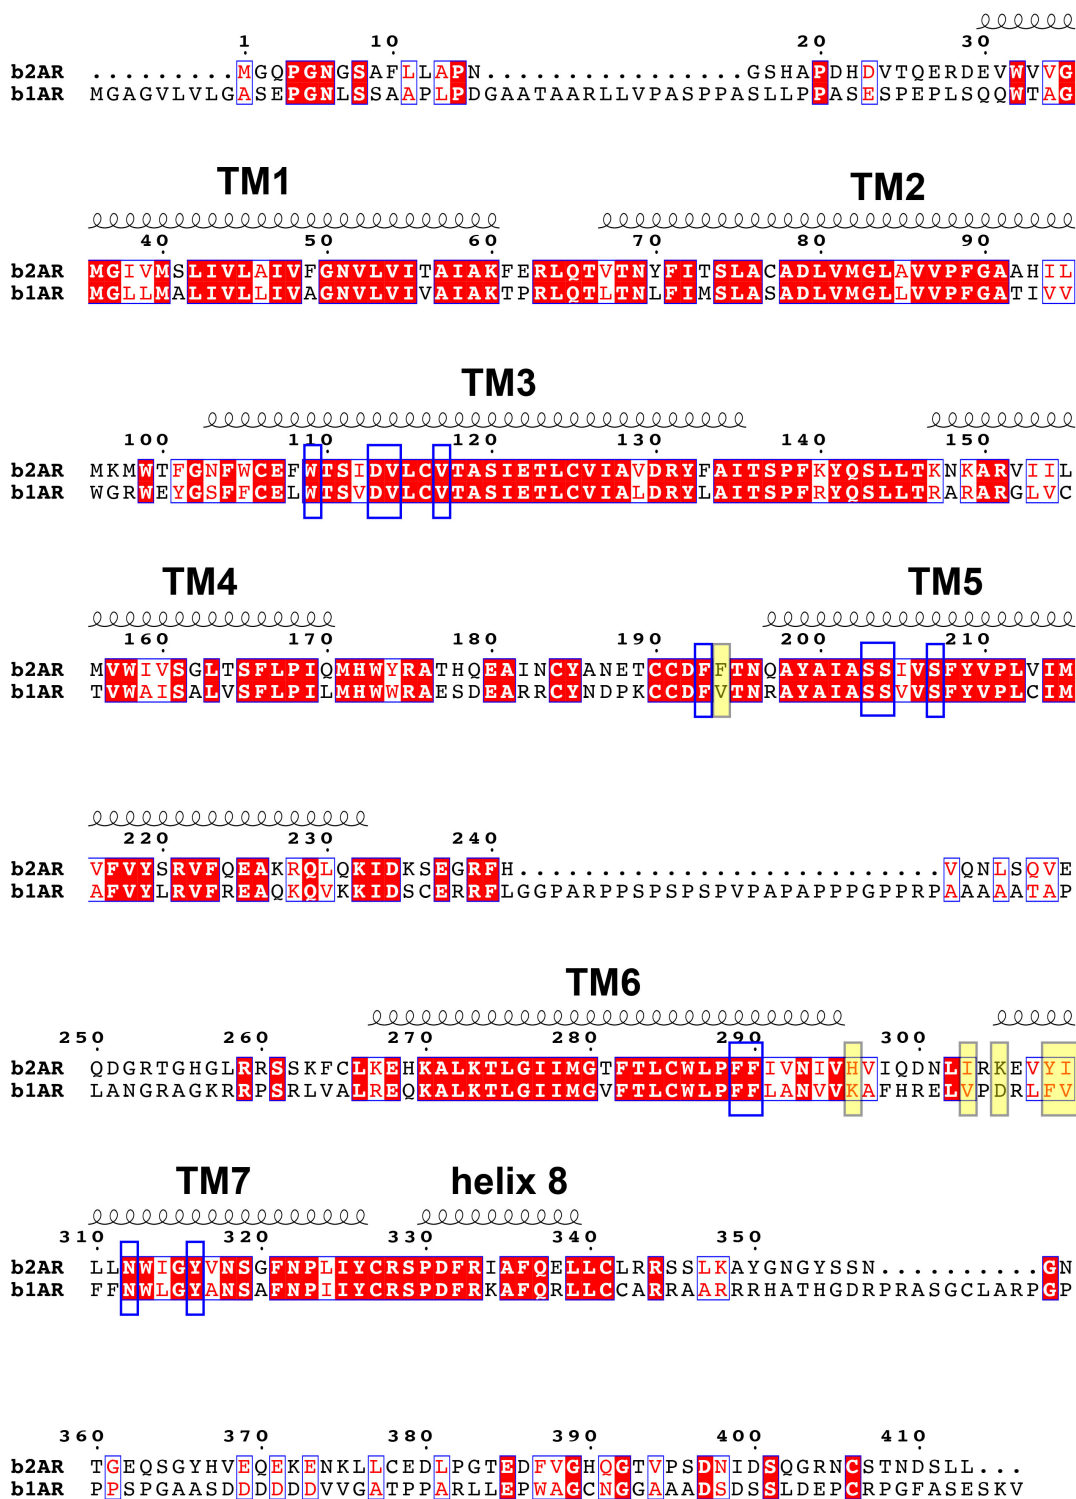 1 10 20 30
b2AR .........MGQPGNGSAFLLAPN................GSHAPDHDVTQERDEVWVVG
b1AR MGAGVLVLGASEPGNLSSAAPLPDGAATAARLLVPASPPASLLPPASESPEPLSQQWTAG
TM1 TM2
40 50 60 70 80 90
b2AR MGIVMSLIVLAIVFGNVLVITAIAKFERLQTVTNYFITSLACADLVMGLAVVPFGAAHIL
b1AR MGLLMALIVLLIVAGNVLVIVAIAKTPRLQTLTNLFIMSLASADLVMGLLVVPFGATIVV
TM3
100 110 120 130 140 150
b2AR MKMWTFGNFWCEFWTSIDVLCVTASIETLCVIAVDRYFAITSPFKYQSLLTKNKARVIIL
b1AR WGRWEYGSFFCELWTSVDVLCVTASIETLCVIALDRYLAITSPFRYQSLLTRARARGLVC
TM4 TM5
160 170 180 190 200 210
b2AR MVWIVSGLTSFLPIQMHWYRATHQEAINCYANETCCDFFTNQAYAIASSIVSFYVPLVIM
b1AR TVWAISALVSFLPILMHWWRAESDEARRCYNDPKCCDFVTNRAYAIASSVVSFYVPLCIM
220 230 240
b2AR VFVYSRVFQEAKRQLQKIDKSEGRFH..........................VQNLSQVE
b1AR AFVYLRVFREAQKQVKKIDSCERRFLGGPARPPSPSPSPVPAPAPPPGPPRPAAAAATAP
TM6
250 260 270 280 290 300
b2AR QDGRTGHGLRRSSKFCLKEHKALKTLGIIMGTFTLCWLPFFIVNIVHVIQDNLIRKEVYI
b1AR LANGRAGKRRPSRLVALREQKALKTLGIIMGVFTLCWLPFFLANVVKAFHRELVPDRLFV
TM7 helix 8
310 320 330 340 350
b2AR LLNWIGYVNSGFNPLIYCRSPDFRIAFQELLCLRRSSLKAYGNGYSSN..........GN
b1AR FFNWLGYANSAFNPIIYCRSPDFRKAFQRLLCCARRAARRRHATHGDRPRASGCLARPGP
360 370 380 390 400 410
b2AR TGEQSGYHVEQEKENKLLCEDLPGTEDFVGHQGTVPSDNIDSQGRNCSTNDSLL...
b1AR PPSPGAASDDDDDDVVGATPPARLLEPWAGCNGGAAADSDSSLDEPCRPGFASESKV